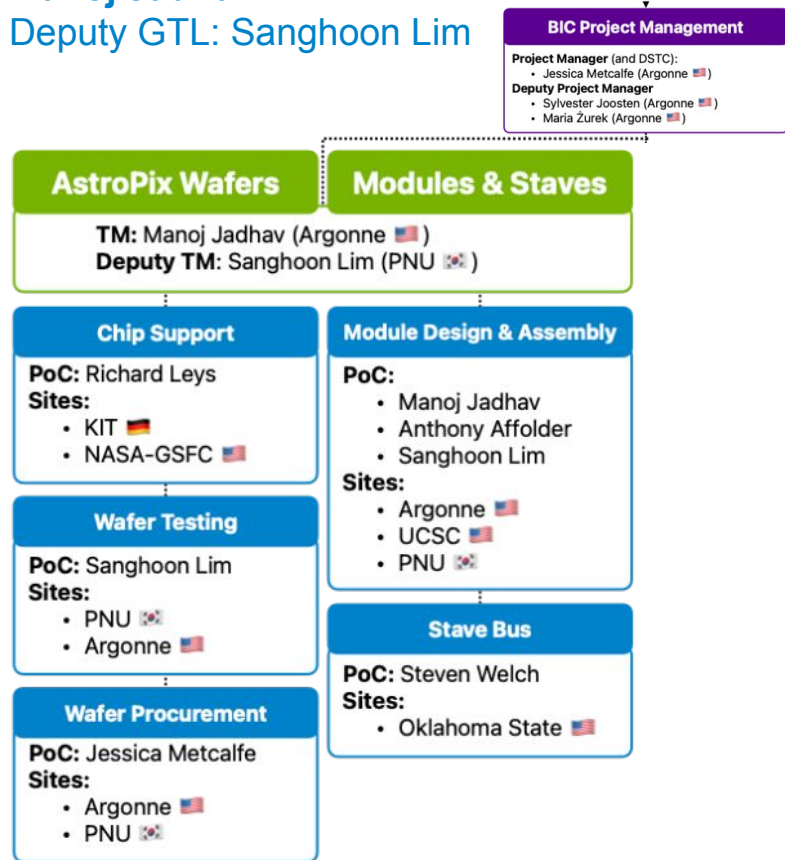 Deputy GTL: Sanghoon Lim
BIC Project Management
Project Manager (and DSTC):
• Jessica Metcalfe (Argonne 🇺🇸)
Deputy Project Manager
• Sylvester Joosten (Argonne 🇺🇸)
• Maria Żurek (Argonne 🇺🇸)
AstroPix Wafers
Modules & Staves
TM: Manoj Jadhav (Argonne 🇺🇸)
Deputy TM: Sanghoon Lim (PNU 🇰🇷)
Chip Support
PoC: Richard Leys
Sites:
• KIT 🇩🇪
• NASA-GSFC 🇺🇸
Wafer Testing
PoC: Sanghoon Lim
Sites:
• PNU 🇰🇷
• Argonne 🇺🇸
Wafer Procurement
PoC: Jessica Metcalfe
Sites:
• Argonne 🇺🇸
• PNU 🇰🇷
Module Design & Assembly
PoC:
• Manoj Jadhav
• Anthony Affolder
• Sanghoon Lim
Sites:
• Argonne 🇺🇸
• UCSC 🇺🇸
• PNU 🇰🇷
Stave Bus
PoC: Steven Welch
Sites:
• Oklahoma State 🇺🇸